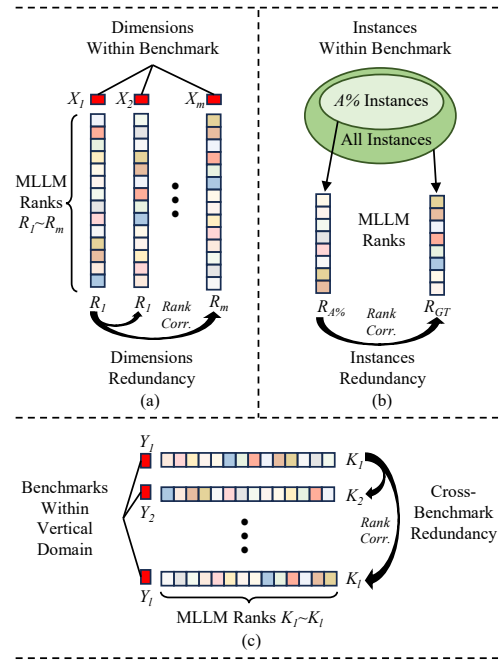 Dimensions
Within Benchmark
X1 X2 Xm
MLLM
Ranks
R1~Rm
R1 R1 Rm
Rank
Corr.
Dimensions
Redundancy
(a)
Instances
Within Benchmark
A% Instances
All Instances
MLLM
Ranks
RA% RGT
Rank
Corr.
Instances
Redundancy
(b)
Y1
K1
Benchmarks
Within
Vertical
Domain
Y2
K2
Rank
Corr.
Cross-
Benchmark
Redundancy
Yl
Kl
MLLM Ranks K1~Kl
(c)